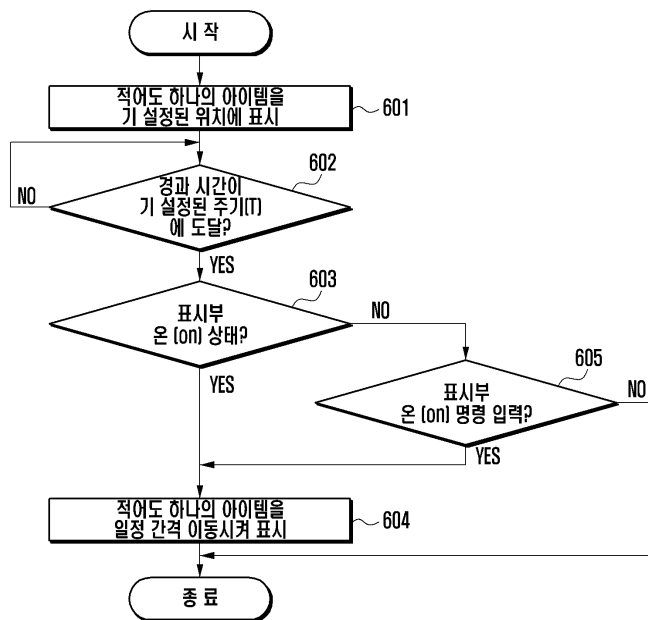 시 작
적어도 하나의 아이템을
기 설정된 위치에 표시
601
602
경과 시간이
기 설정된 주기(T)
에 도달?
NO
YES
603
표시부
온 (on) 상태?
NO
YES
605
표시부
온 (on) 명령 입력?
NO
YES
적어도 하나의 아이템을
일정 간격 이동시켜 표시
604
종 료